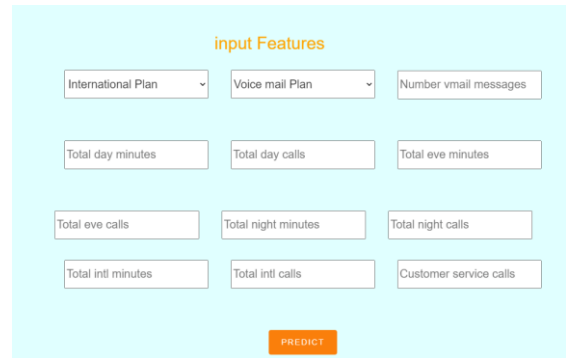 input Features
International Plan Voice mail Plan Number vmail messages
Total day minutes Total day calls Total eve minutes
Total eve calls Total night minutes Total night calls
Total intl minutes Total intl calls Customer service calls
PREDICT